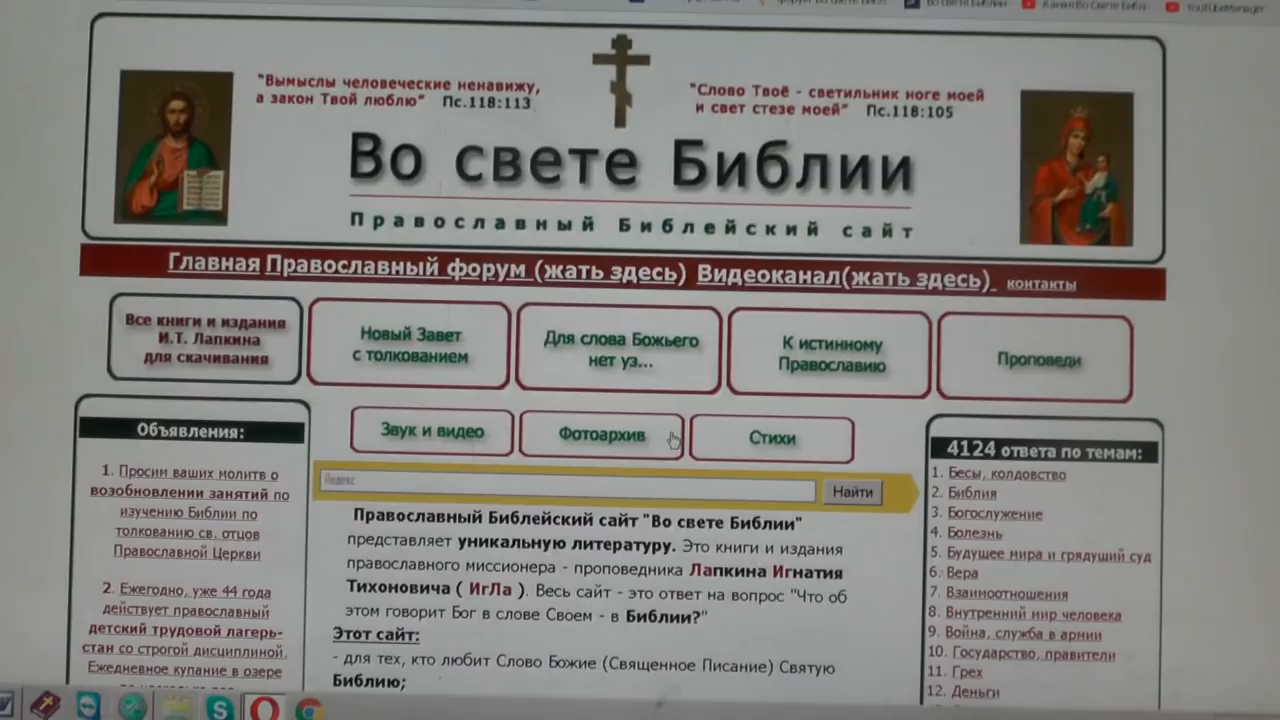 Во свете Библии
YouTubeManager
"Вымыслы человеческие ненавижу,
а закон Твой люблю" Пс.118:113
"Слово Твоё - светильник ноге моей
и свет стезе моей" Пс.118:105
Во свете Библии
Православный Библейский сайт
Главная Православный форум (жать здесь) Видеоканал(жать здесь) контакты
Все книги и издания
И.Т. Лапкина
для скачивания
Новый Завет
с толкованием
Для слова Божьего
нет уз...
К истинному
Православию
Проповеди
Звук и видео
Фотоархив
Стихи
Объявления:
1. Просим ваших молитв о
возобновлении занятий по
изучению Библии по
толкованию св. отцов
Православной Церкви
2. Ежегодно, уже 44 года
действует православный
детский трудовой лагерь-
стан со строгой дисциплиной.
Ежедневное купание в озере
Яндекс
Найти
Православный Библейский сайт "Во свете Библии"
представляет уникальную литературу. Это книги и издания
православного миссионера - проповедника Лапкина Игнатия
Тихоновича ( ИгЛа ). Весь сайт - это ответ на вопрос "Что об
этом говорит Бог в слове Своем - в Библии?"
Этот сайт:
- для тех, кто любит Слово Божие (Священное Писание) Святую
Библию;
4124 ответа по темам:
1. Бесы, колдовство
2. Библия
3. Богослужение
4. Болезнь
5. Будущее мира и грядущий суд
6. Вера
7. Взаимоотношения
8. Внутренний мир человека
9. Война, служба в армии
10. Государство, правители
11. Грех
12. Деньги